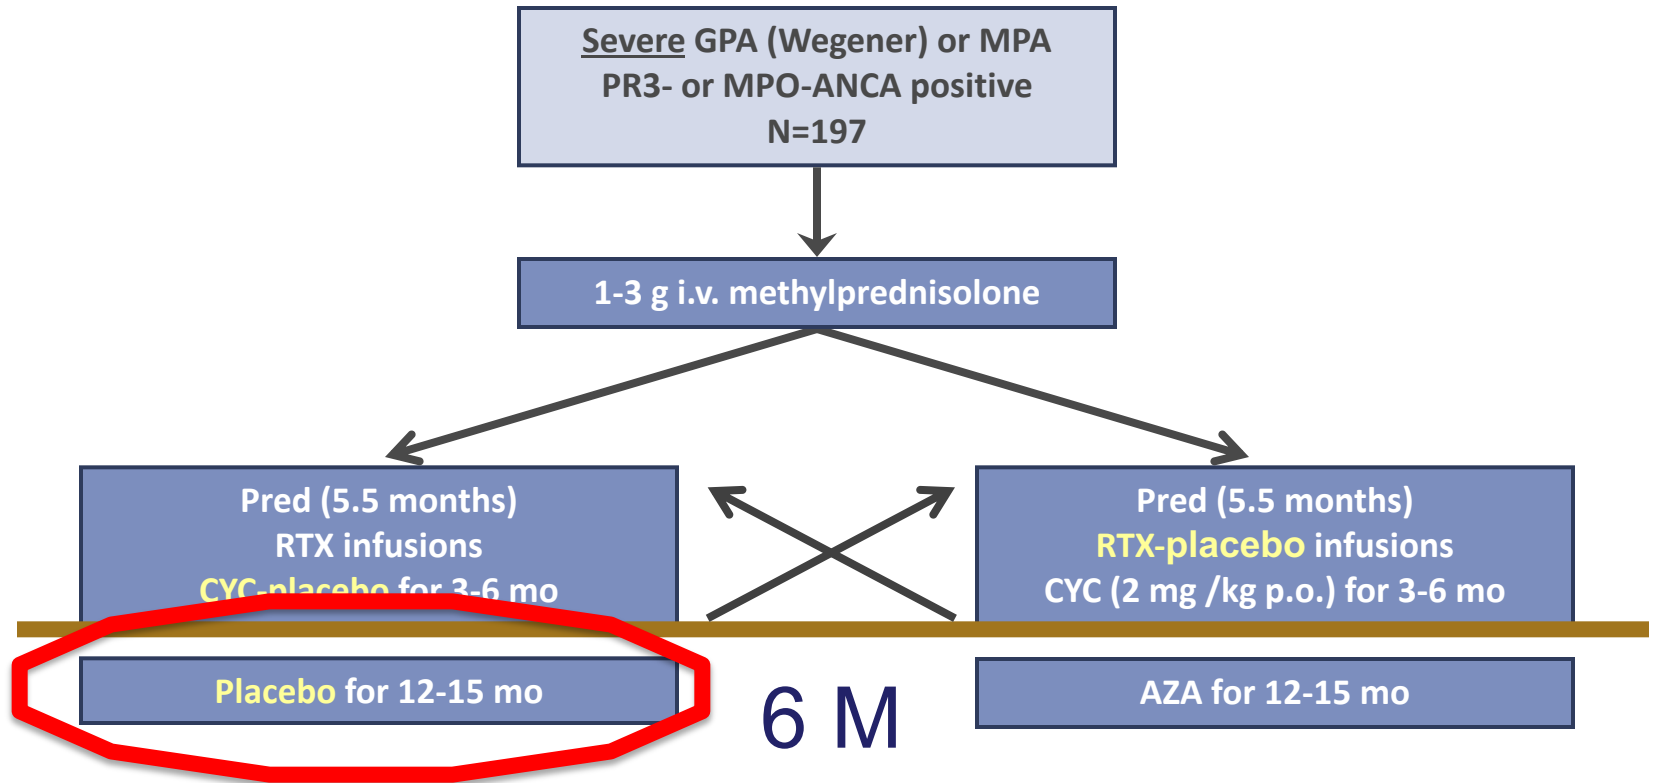 Severe GPA (Wegener) or MPA
PR3- or MPO-ANCA positive
N=197
1-3 g i.v. methylprednisolone
Pred (5.5 months)
RTX infusions
CYC-placebo for 3-6 mo
Pred (5.5 months)
RTX-placebo infusions
CYC (2 mg /kg p.o.) for 3-6 mo
Placebo for 12-15 mo
6 M
AZA for 12-15 mo